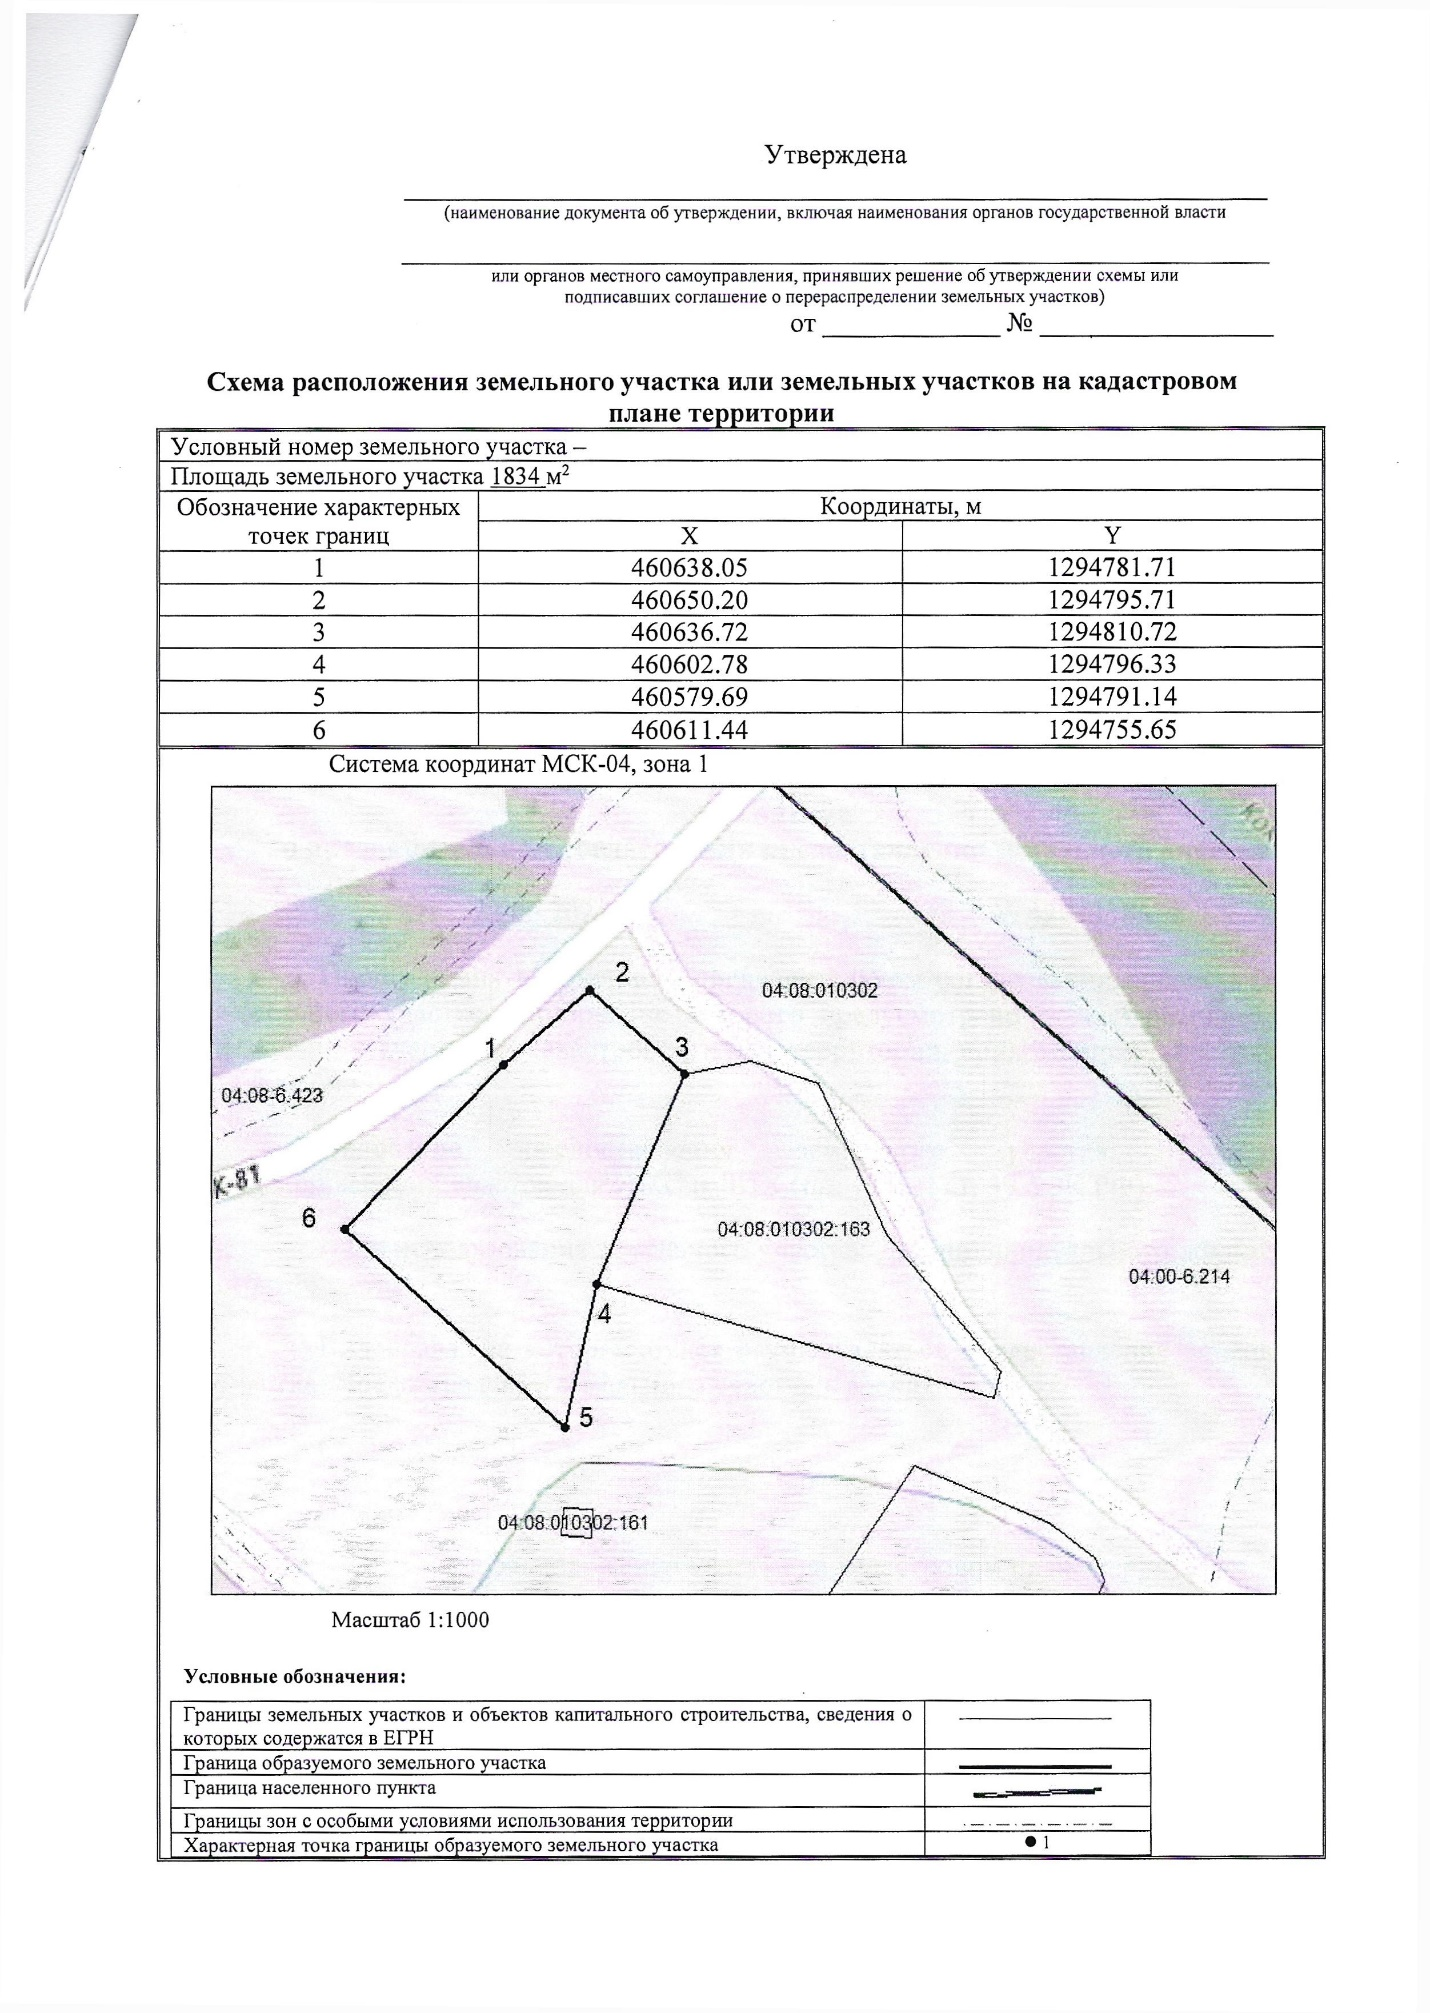 Утверждена
(наименование документа об утверждении, включая наименования органов государственной власти
или органов местного самоуправления, принявших решение об утверждении схемы или
подписавших соглашение о перераспределении земельных участков)
от ______________ № ______________
Схема расположения земельного участка или земельных участков на кадастровом
плане территории
Условный номер земельного участка –
Площадь земельного участка 1834 м²
Обозначение характерных точек границ Координаты, м
X Y
1 460638.05 1294781.71
2 460650.20 1294795.71
3 460636.72 1294810.72
4 460602.78 1294796.33
5 460579.69 1294791.14
6 460611.44 1294755.65
Система координат МСК-04, зона 1
2
04:08:010302
1
3
04:08-6.423
К-81
6
04:08:010302:163
04:00-6.214
4
5
04:08:010302:161
Масштаб 1:1000
Условные обозначения:
Границы земельных участков и объектов капитального строительства, сведения о
которых содержатся в ЕГРН
Граница образуемого земельного участка
Граница населенного пункта
Границы зон с особыми условиями использования территории
Характерная точка границы образуемого земельного участка ● 1